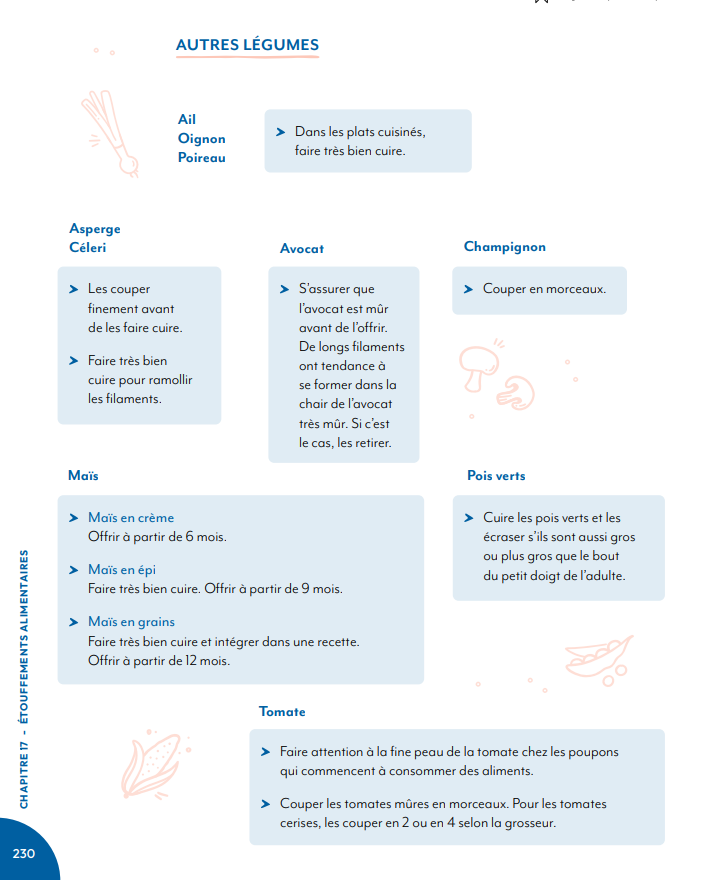 AUTRES LÉGUMES
Ail
Oignon
Poireau
Dans les plats cuisinés,
faire très bien cuire.
Asperge
Céleri
Les couper
finement avant
de les faire cuire.
Faire très bien
cuire pour ramollir
les filaments.
Avocat
S'assurer que
l'avocat est mûr
avant de l'offrir.
De longs filaments
ont tendance à
se former dans la
chair de l'avocat
très mûr. Si c'est
le cas, les retirer.
Champignon
Couper en morceaux.
Maïs
Maïs en crème
Offrir à partir de 6 mois.
Maïs en épi
Faire très bien cuire. Offrir à partir de 9 mois.
Maïs en grains
Faire très bien cuire et intégrer dans une recette.
Offrir à partir de 12 mois.
Pois verts
Cuire les pois verts et les
écraser s'ils sont aussi gros
ou plus gros que le bout
du petit doigt de l'adulte.
Tomate
Faire attention à la fine peau de la tomate chez les poupons
qui commencent à consommer des aliments.
Couper les tomates mûres en morceaux. Pour les tomates
cerises, les couper en 2 ou en 4 selon la grosseur.
CHAPITRE 17 - ÉTOUFFEMENTS ALIMENTAIRES
230